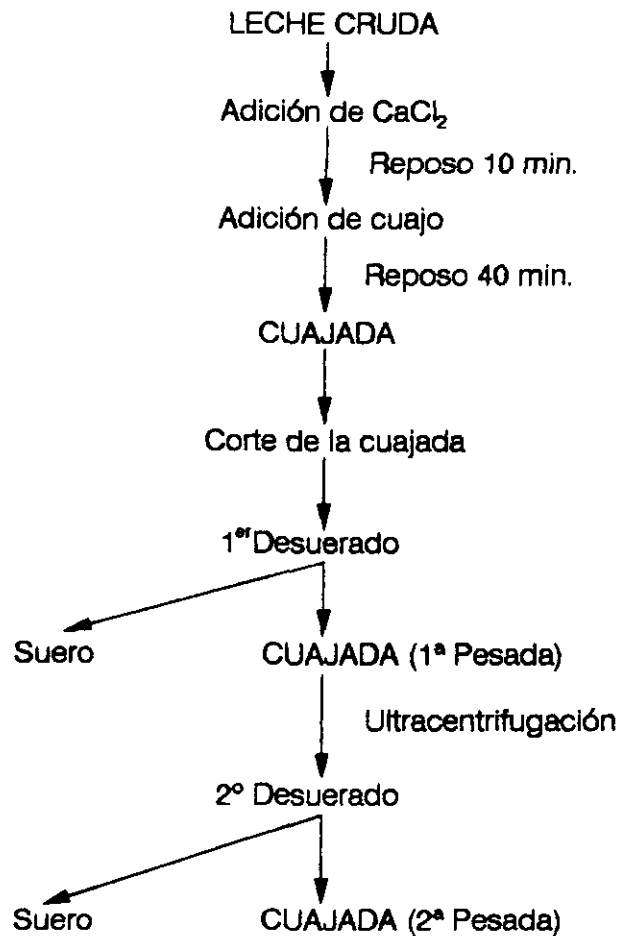 LECHE CRUDA
Adición de CaCl₂
Reposo 10 min.
Adición de cuajo
Reposo 40 min.
CUAJADA
Corte de la cuajada
1ᵉʳ Desuerado
Suero CUAJADA (1ª Pesada)
Ultracentrifugación
2º Desuerado
Suero CUAJADA (2ª Pesada)